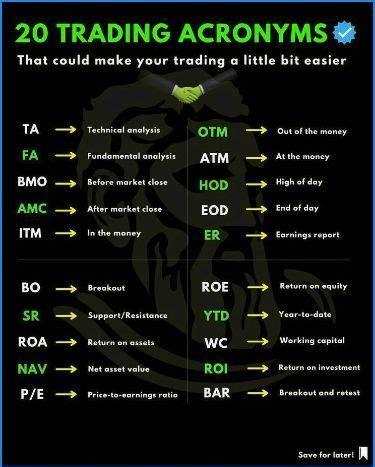 20 TRADING ACRONYMS
That could make your trading a little bit easier
TA → Technical analysis
FA → Fundamental analysis
BMO → Before market close
AMC → After market close
ITM → In the money
OTM → Out of the money
ATM → At the money
HOD → High of day
EOD → End of day
ER → Earnings report
BO → Breakout
SR → Support/Resistance
ROA → Return on assets
NAV → Net asset value
P/E → Price-to-earnings ratio
ROE → Return on equity
YTD → Year-to-date
WC → Working capital
ROI → Return on investment
BAR → Breakout and retest
Save for later!